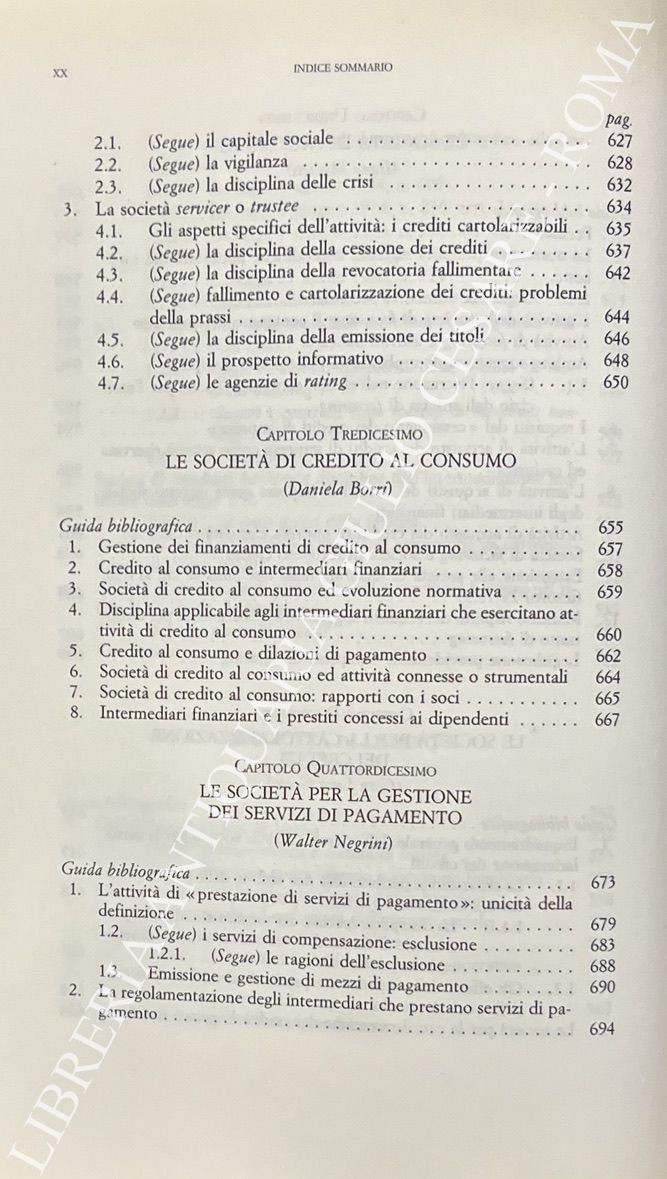 XX
INDICE SOMMARIO
pag.
2.1. (Segue) il capitale sociale . . . . . . . . . . . . . . . . . . . . . . . 627
2.2. (Segue) la vigilanza . . . . . . . . . . . . . . . . . . . . . . . . . . . 628
2.3. (Segue) la disciplina delle crisi . . . . . . . . . . . . . . . . . . . 632
3. La società servicer o trustee . . . . . . . . . . . . . . . . . . . . . . . . . . 634
4.1. Gli aspetti specifici dell'attività: i crediti cartolarizzabili . . 635
4.2. (Segue) la disciplina della cessione dei crediti . . . . . . . . . 637
4.3. (Segue) la disciplina della revocatoria fallimentare . . . . . . 642
4.4. (Segue) fallimento e cartolarizzazione dei crediti: problemi
della prassi . . . . . . . . . . . . . . . . . . . . . . . . . . . . . . . . . 644
4.5. (Segue) la disciplina della emissione dei titoli . . . . . . . . . 646
4.6. (Segue) il prospetto informativo . . . . . . . . . . . . . . . . . . 648
4.7. (Segue) le agenzie di rating . . . . . . . . . . . . . . . . . . . . . . 650
CAPITOLO TREDICESIMO
LE SOCIETÀ DI CREDITO AL CONSUMO
(Daniela Borri)
Guida bibliografica . . . . . . . . . . . . . . . . . . . . . . . . . . . . . . . . . . . . 655
1. Gestione dei finanziamenti di credito al consumo . . . . . . . . . . . 657
2. Credito al consumo e intermediari finanziari . . . . . . . . . . . . . . 658
3. Società di credito al consumo ed evoluzione normativa . . . . . . . 659
4. Disciplina applicabile agli intermediari finanziari che esercitano at-
tività di credito al consumo . . . . . . . . . . . . . . . . . . . . . . . . . . 660
5. Credito al consumo e dilazioni di pagamento . . . . . . . . . . . . . . 662
6. Società di credito al consumo ed attività connesse o strumentali 664
7. Società di credito al consumo: rapporti con i soci . . . . . . . . . . . 665
8. Intermediari finanziari e i prestiti concessi ai dipendenti . . . . . . 667
CAPITOLO QUATTORDICESIMO
LE SOCIETÀ PER LA GESTIONE
DEI SERVIZI DI PAGAMENTO
(Walter Negrini)
Guida bibliografica . . . . . . . . . . . . . . . . . . . . . . . . . . . . . . . . . . . . 673
1. L'attività di «prestazione di servizi di pagamento»: unicità della
definizione . . . . . . . . . . . . . . . . . . . . . . . . . . . . . . . . . . . . . . 679
1.2. (Segue) i servizi di compensazione: esclusione . . . . . . . . . 683
1.2.1. (Segue) le ragioni dell'esclusione . . . . . . . . . . . . 688
1.3. Emissione e gestione di mezzi di pagamento . . . . . . . . . . 690
2. La regolamentazione degli intermediari che prestano servizi di pa-
gamento . . . . . . . . . . . . . . . . . . . . . . . . . . . . . . . . . . . . . . . . 694
LIBRERIA ANTIQUARIA GIULIO CESARE - ROMA